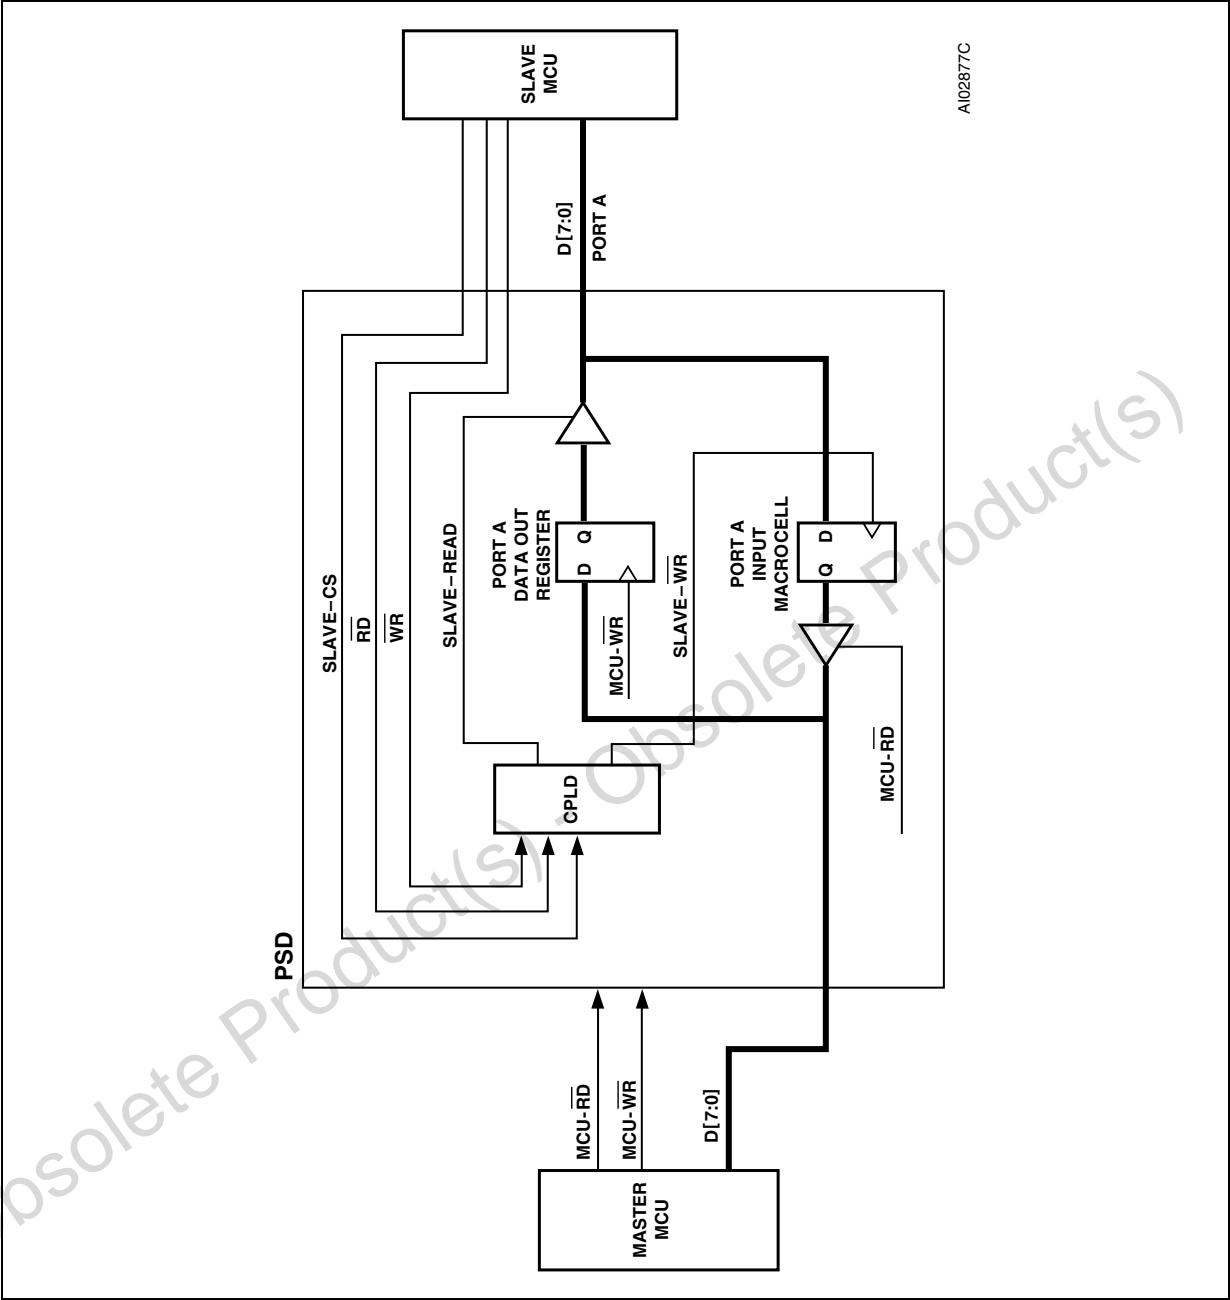 SLAVE
MCU
AI02877C
D[7:0]
PORT A
SLAVE–CS
RD
WR
SLAVE–READ
PORT A
DATA OUT
REGISTER
D Q
MCU-WR
SLAVE–WR
PORT A
INPUT
MACROCELL
Q D
MCU-RD
CPLD
PSD
MCU-RD
MCU-WR
D[7:0]
MASTER
MCU
bsolete Product(s) - Obsolete Product(s)